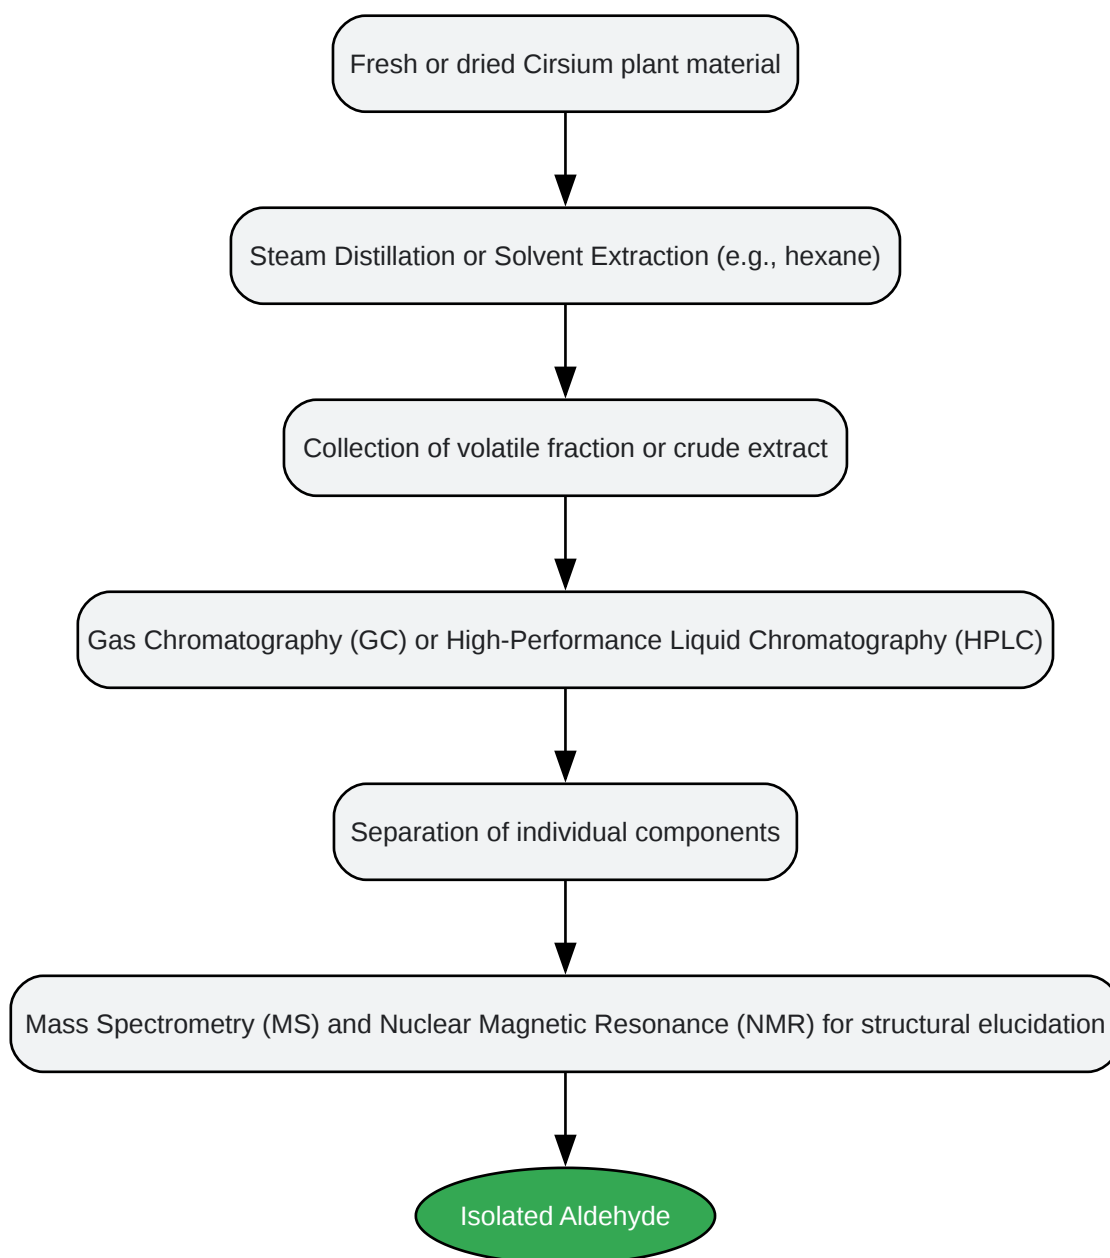 Fresh or dried Cirsium plant material
Steam Distillation or Solvent Extraction (e.g., hexane)
Collection of volatile fraction or crude extract
Gas Chromatography (GC) or High-Performance Liquid Chromatography (HPLC)
Separation of individual components
Mass Spectrometry (MS) and Nuclear Magnetic Resonance (NMR) for structural elucidation
Isolated Aldehyde